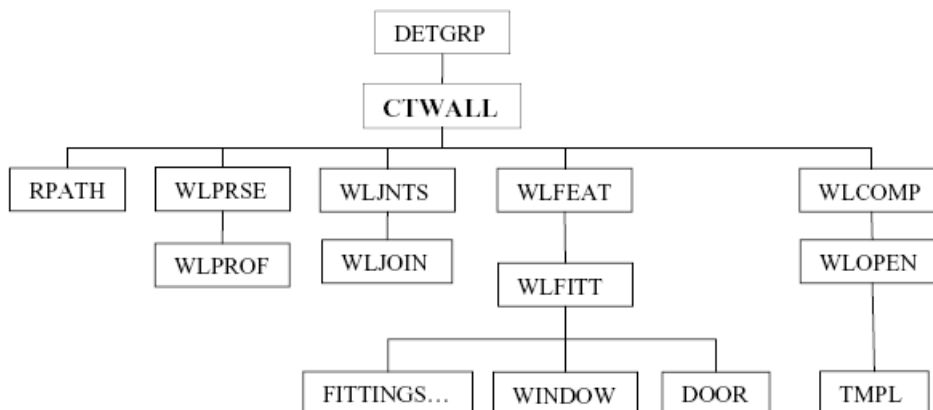 DETGRP
CTWALL
RPATH WLPRSE WLJNTS WLFEAT WLCOMP
WLPROF WLJOIN WLOPEN
WLFITT
FITTINGS… WINDOW DOOR TMPL